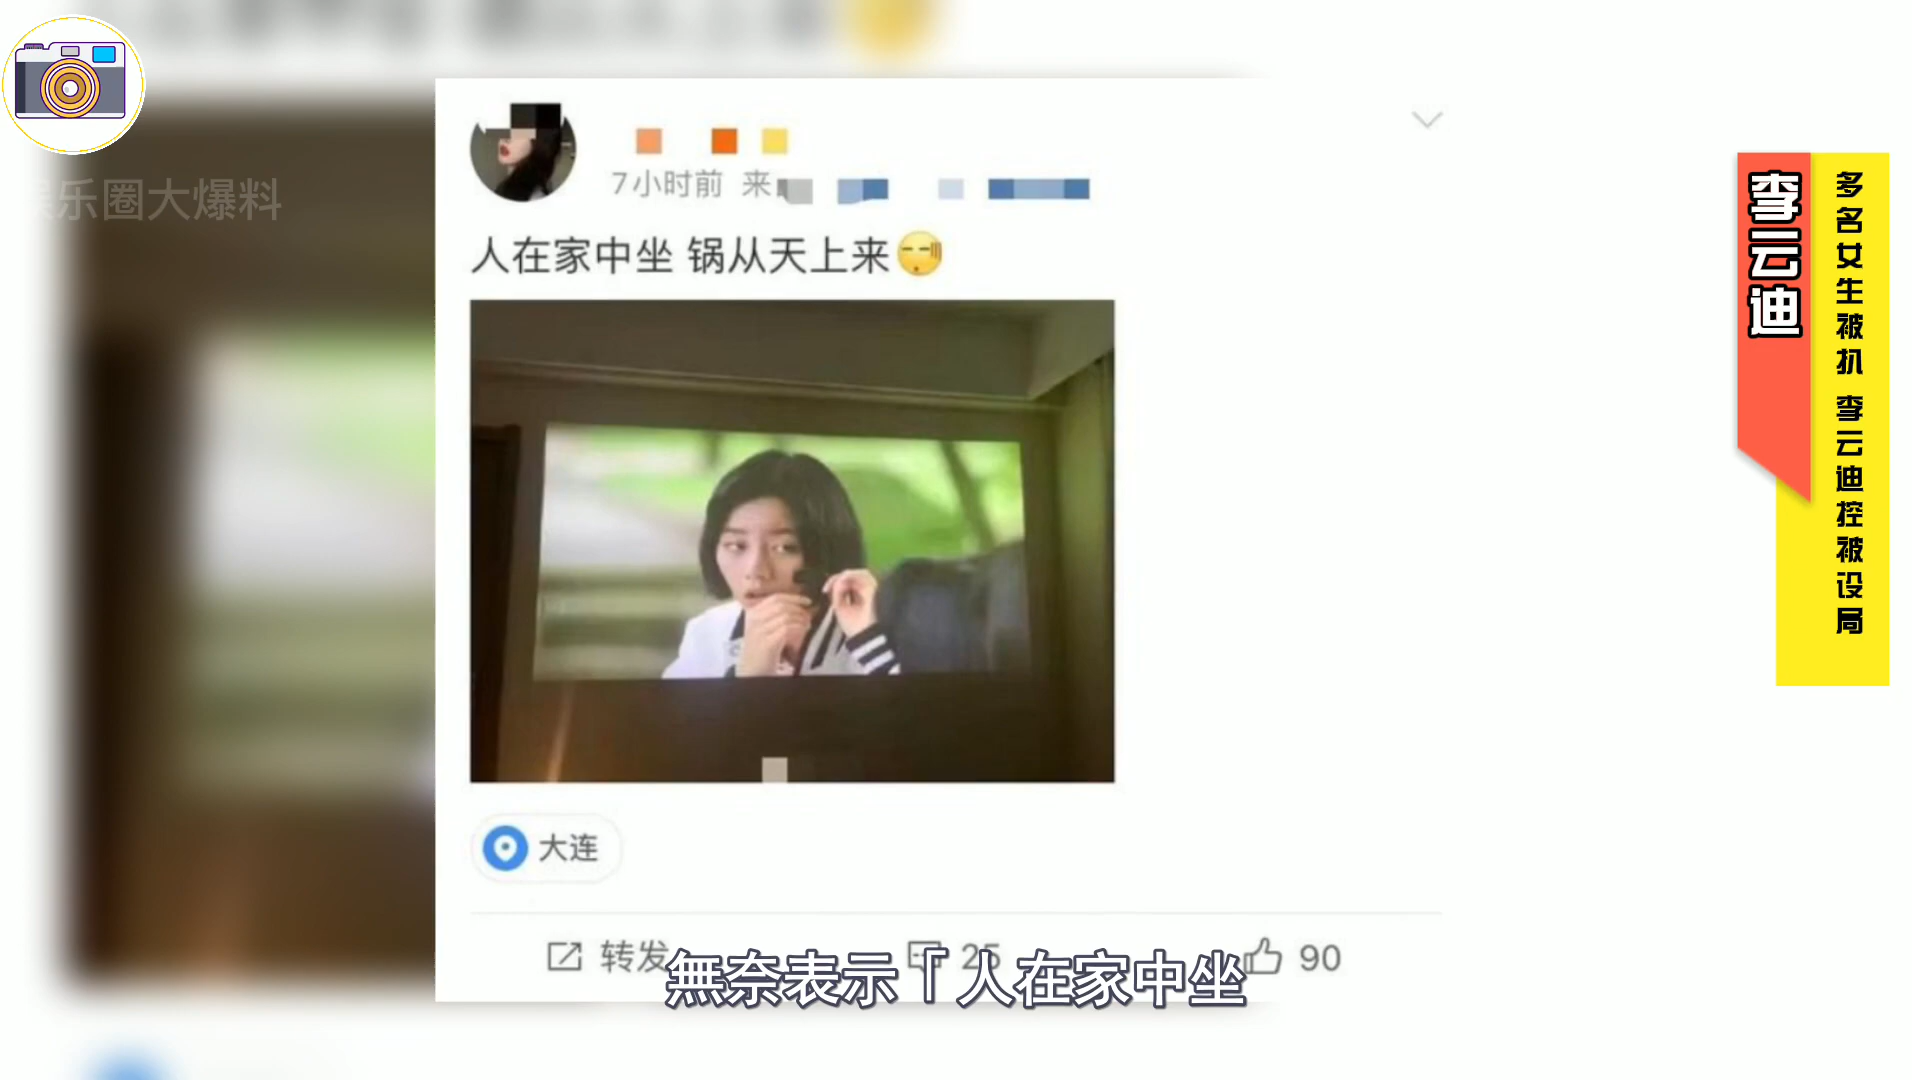 娱乐圈大爆料
7小时前 来
人在家中坐 锅从天上来
大连
转发
25
90
無奈表示「人在家中坐
李云迪
多名女生被扒 李云迪控被设局